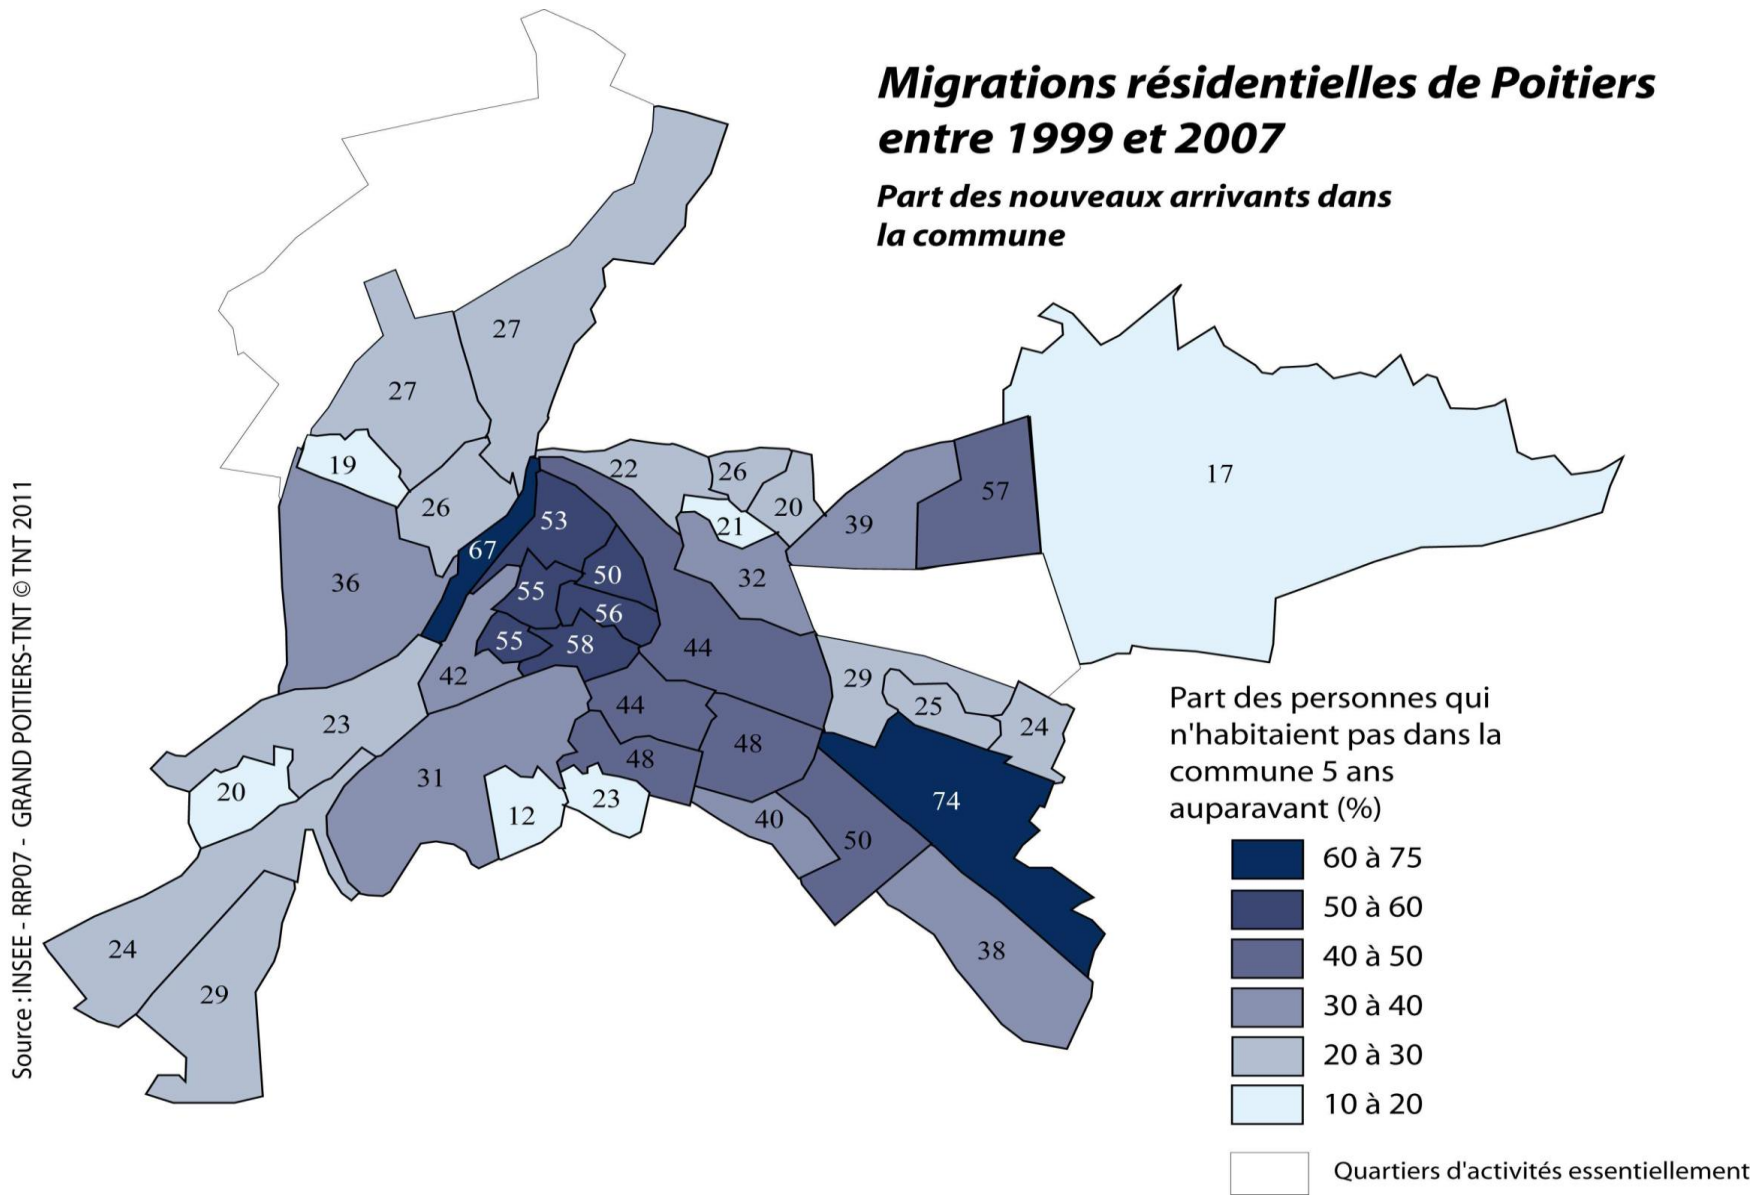 Migrations résidentielles de Poitiers
entre 1999 et 2007
Part des nouveaux arrivants dans
la commune
27
27
19
26
36
67
53
22
26
20
21
39
57
17
55
50
56
32
55
58
44
42
44
29
25
24
23
48
48
31
20
12
23
40
50
74
24
29
38
Part des personnes qui
n'habitaient pas dans la
commune 5 ans
auparavant (%)
60 à 75
50 à 60
40 à 50
30 à 40
20 à 30
10 à 20
Quartiers d'activités essentiellement
Source : INSEE - RRP07 - GRAND POITIERS-TNT © TNT 2011